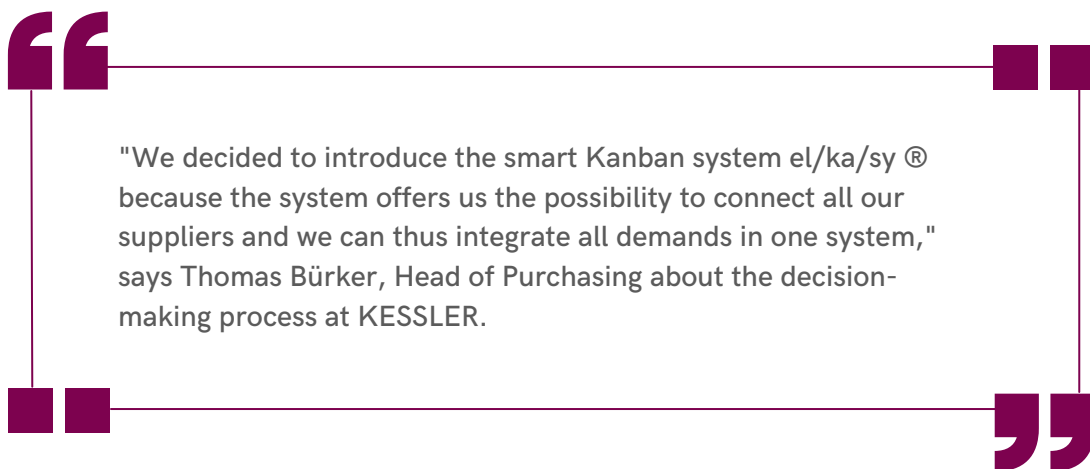 "We decided to introduce the smart Kanban system el/ka/sy ®
because the system offers us the possibility to connect all our
suppliers and we can thus integrate all demands in one system,"
says Thomas Bürker, Head of Purchasing about the decision-
making process at KESSLER.